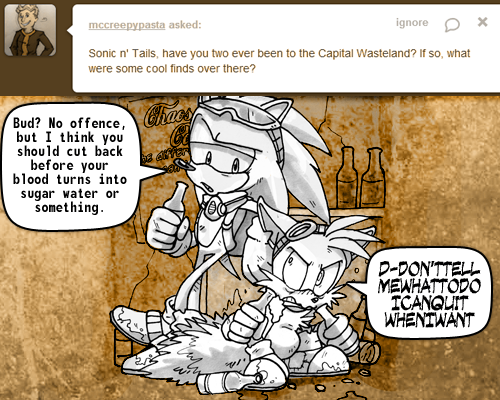 mccreepypasta asked:
ignore
Sonic n' Tails, have you two ever been to the Capital Wasteland? If so, what
were some cool finds over there?
Chaos
Co
Bud? No offence,
but I think you
should cut back
before your
blood turns into
sugar water or
something.
D-DON'TTELL
MEWHATTODO
ICANQUIT
WHENIWANT